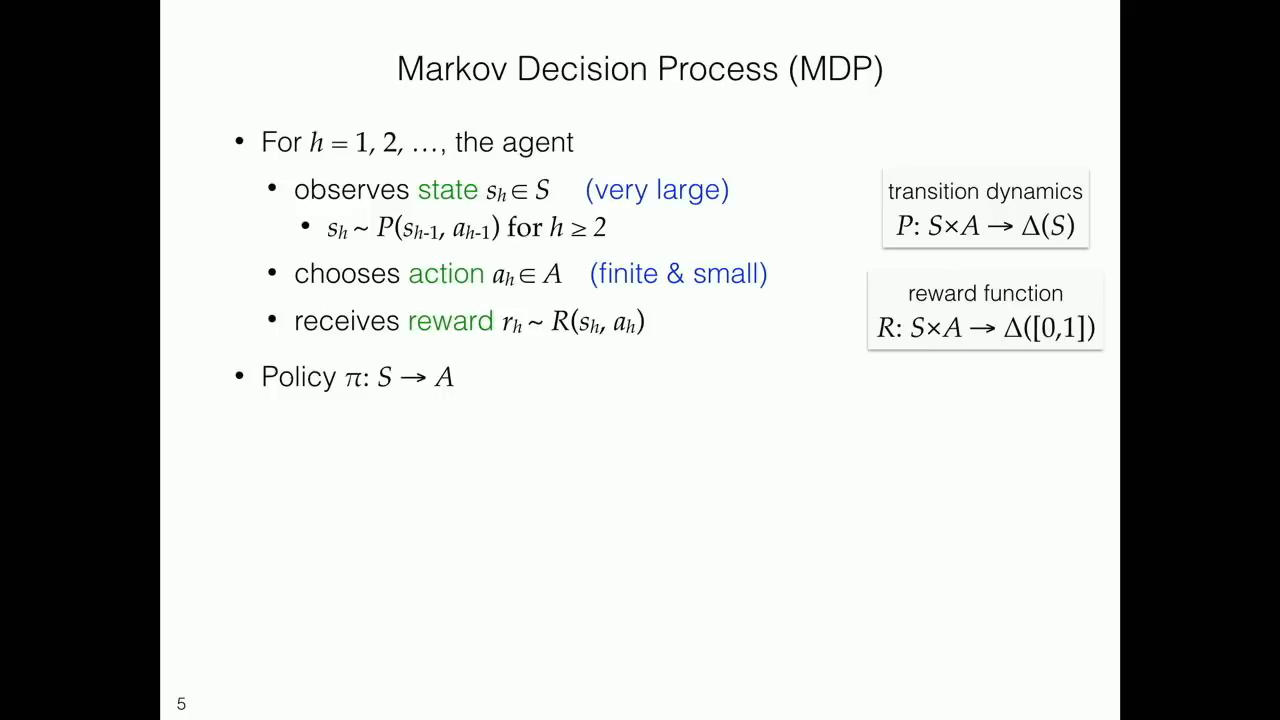 Markov Decision Process (MDP)
• For h = 1, 2, …, the agent
• observes state sₕ ∈ S (very large)
• sₕ ~ P(sₕ₋₁, aₕ₋₁) for h ≥ 2
• chooses action aₕ ∈ A (finite & small)
• receives reward rₕ ~ R(sₕ, aₕ)
• Policy π: S → A
transition dynamics
P: S×A → Δ(S)
reward function
R: S×A → Δ([0,1])
5